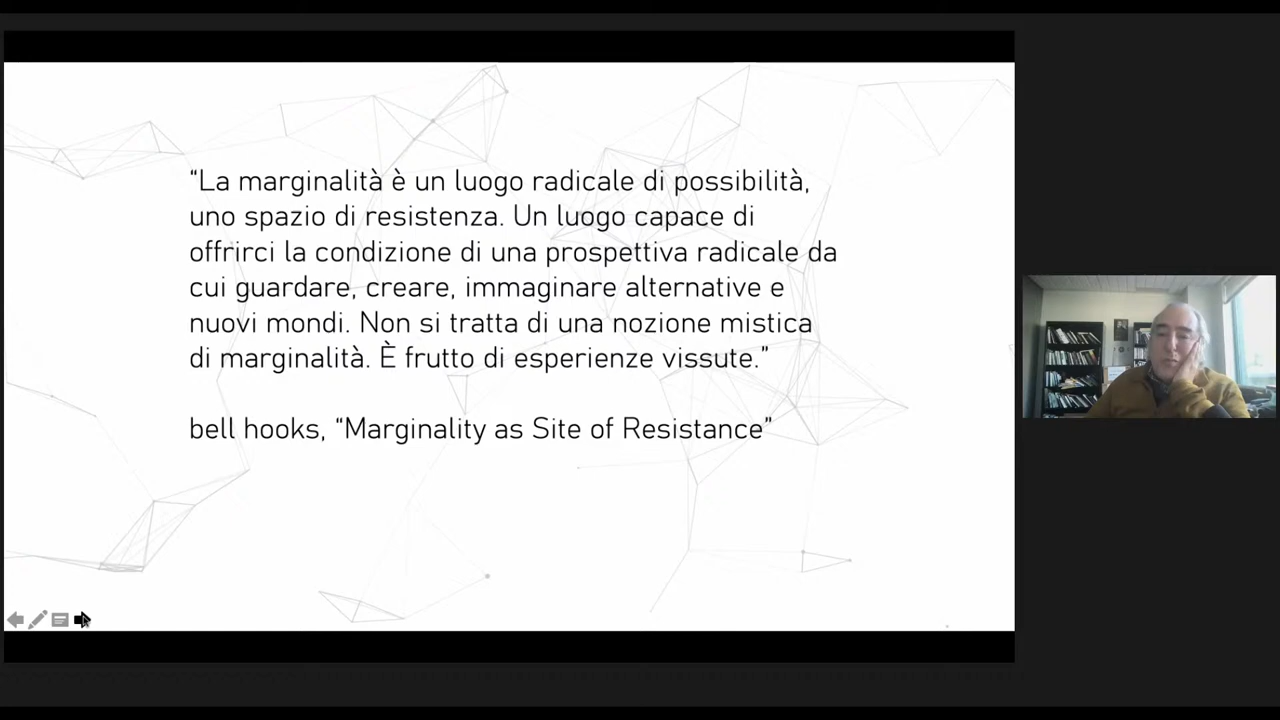 “La marginalità è un luogo radicale di possibilità,
uno spazio di resistenza. Un luogo capace di
offrirci la condizione di una prospettiva radicale da
cui guardare, creare, immaginare alternative e
nuovi mondi. Non si tratta di una nozione mistica
di marginalità. È frutto di esperienze vissute.”
bell hooks, “Marginality as Site of Resistance”